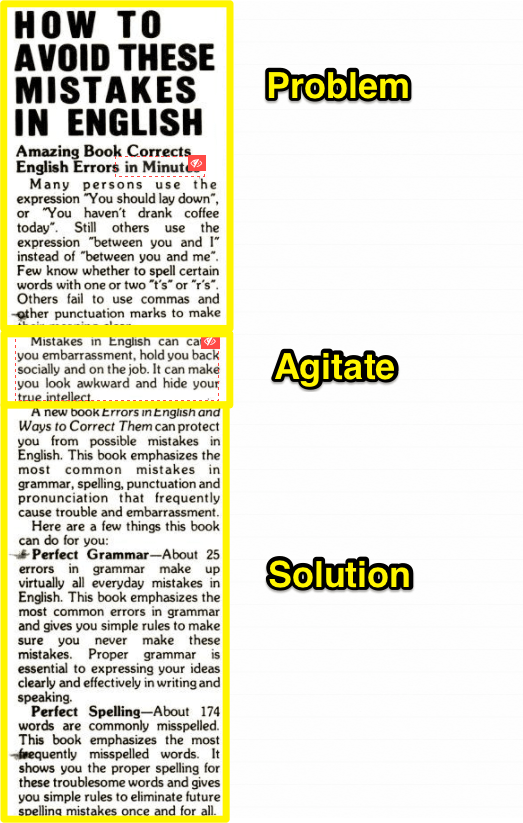 HOW TO
AVOID THESE
MISTAKES
IN ENGLISH
Amazing Book Corrects
English Errors in Minutes
Many persons use the
expression "You should lay down",
or "You haven't drank coffee
today". Still others use the
expression "between you and I"
instead of "between you and me".
Few know whether to spell certain
words with one or two "t's" or "r's".
Others fail to use commas and
other punctuation marks to make
their meaning clear.
Mistakes in English can cause
you embarrassment, hold you back
socially and on the job. It can make
you look awkward and hide your
true intellect.
A new book Errors in English and
Ways to Correct Them can protect
you from possible mistakes in
English. This book emphasizes the
most common mistakes in
grammar, spelling, punctuation and
pronunciation that frequently
cause trouble and embarrassment.
Here are a few things this book
can do for you:
Perfect Grammar—About 25
errors in grammar make up
virtually all everyday mistakes in
English. This book emphasizes the
most common errors in grammar
and gives you simple rules to make
sure you never make these
mistakes. Proper grammar is
essential to expressing your ideas
clearly and effectively in writing and
speaking.
Perfect Spelling—About 174
words are commonly misspelled.
This book emphasizes the most
frequently misspelled words. It
shows you the proper spelling for
these troublesome words and gives
you simple rules to eliminate future
spelling mistakes once and for all.
Problem
Agitate
Solution